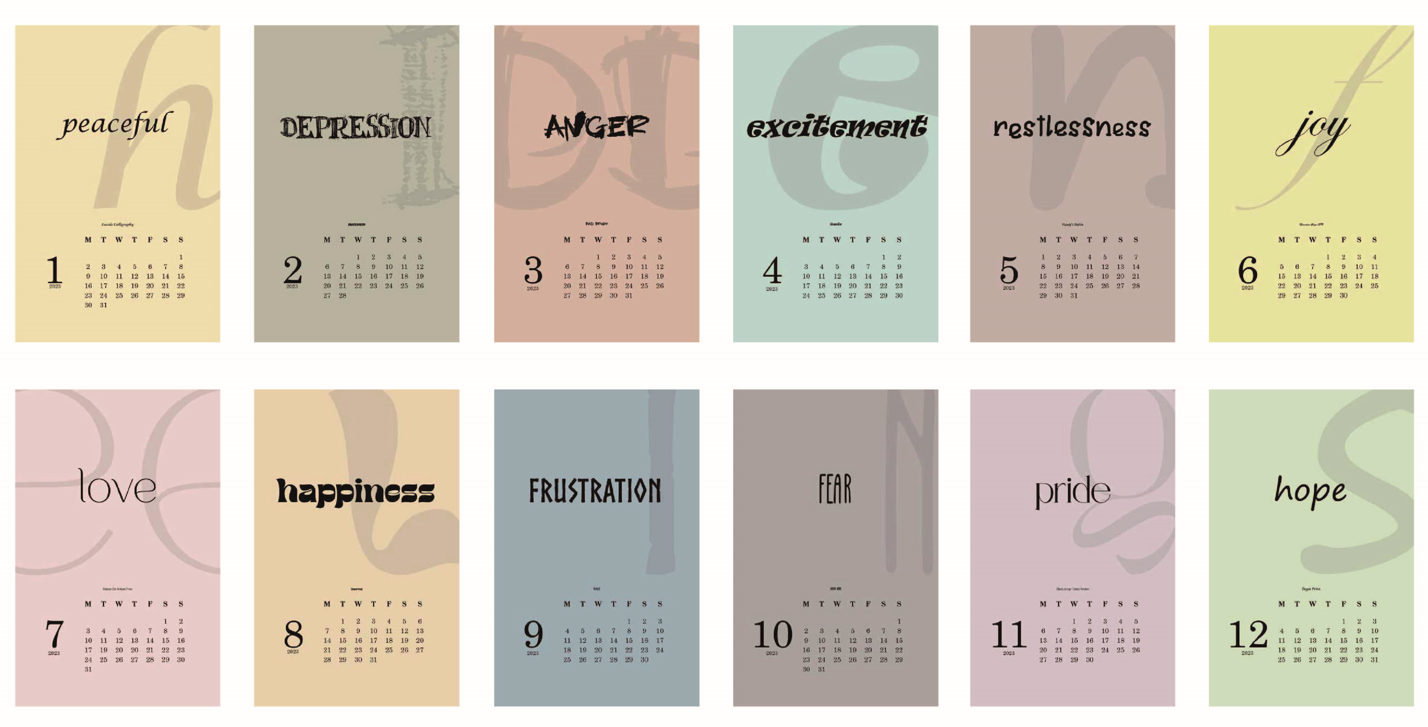 peaceful
Lucida Calligraphy
1
2023
M T W T F S S
1
2 3 4 5 6 7 8
9 10 11 12 13 14 15
16 17 18 19 20 21 22
23 24 25 26 27 28 29
30 31
DEPRESSION
2
2023
M T W T F S S
1 2 3 4 5
6 7 8 9 10 11 12
13 14 15 16 17 18 19
20 21 22 23 24 25 26
27 28
ANGER
3
2023
M T W T F S S
1 2 3 4 5
6 7 8 9 10 11 12
13 14 15 16 17 18 19
20 21 22 23 24 25 26
27 28 29 30 31
excitement
4
2023
M T W T F S S
1 2
3 4 5 6 7 8 9
10 11 12 13 14 15 16
17 18 19 20 21 22 23
24 25 26 27 28 29 30
restlessness
5
2023
M T W T F S S
1 2 3 4 5 6 7
8 9 10 11 12 13 14
15 16 17 18 19 20 21
22 23 24 25 26 27 28
29 30 31
joy
6
2023
M T W T F S S
1 2 3 4
5 6 7 8 9 10 11
15 16 17 18
22 23 24 25
29 27 28 29 30
love
7
2023
M T W T F S S
1 2
3 4 5 6 7 8 9
10 11 12 13 14 15 16
17 18 19 20 21 22 23
24 25 26 27 28 29 30
31
happiness
8
2023
M T W T F S S
1 2 3 4 5 6
7 8 9 10 11 12 13
14 15 16 17 18 19 20
21 22 23 24 25 26 27
28 29 30 31
FRUSTRATION
9
2023
M T W T F S S
1 2 3
4 5 6 7 8 9 10
11 12 13 14 15 16 17
18 19 20 21 22 23 24
25 26 27 28 29 30
FEAR
10
2023
M T W T F S S
1
2 3 4 5 6 7 8
9 10 11 12 13 14 15
16 17 18 19 20 21 22
23 24 25 26 27 28 29
30 31
pride
11
2023
M T W T F S S
1 2 3 4 5
6 7 8 9 10 11 12
13 14 15 16 17 18 19
20 21 22 23 24 25 26
27 28 29 30
hope
12
2023
M T W T F S S
1 2 3
4 5 6 7 8 9 10
11 12 13 14 15 16 17
18 19 20 21 22 23 24
25 26 27 28 29 30 31